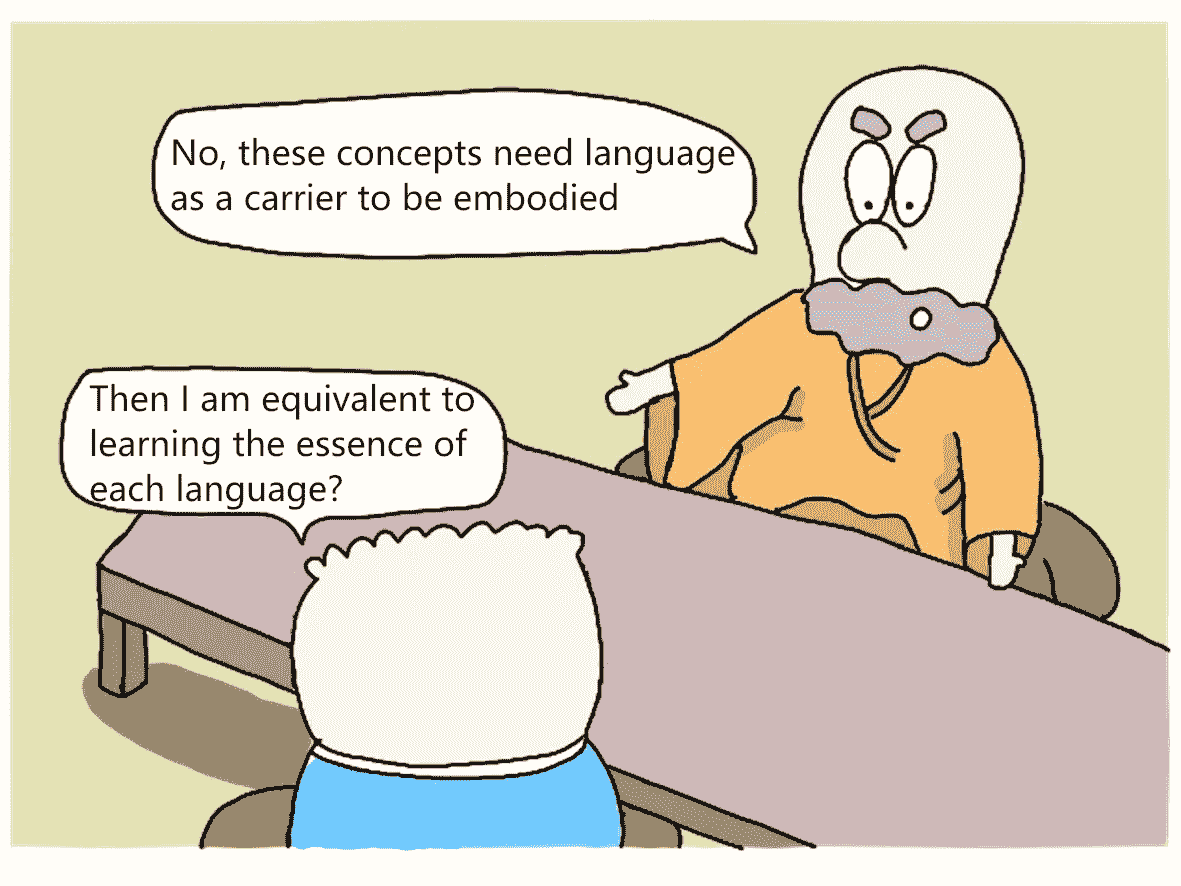 No, these concepts need language
as a carrier to be embodied
Then I am equivalent to
learning the essence of
each language?